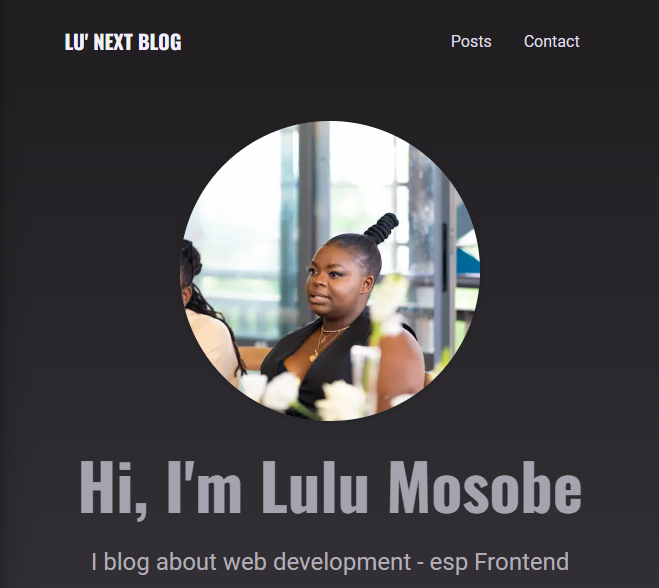 LU' NEXT BLOG
Posts Contact
Hi, I'm Lulu Mosobe
I blog about web development - esp Frontend